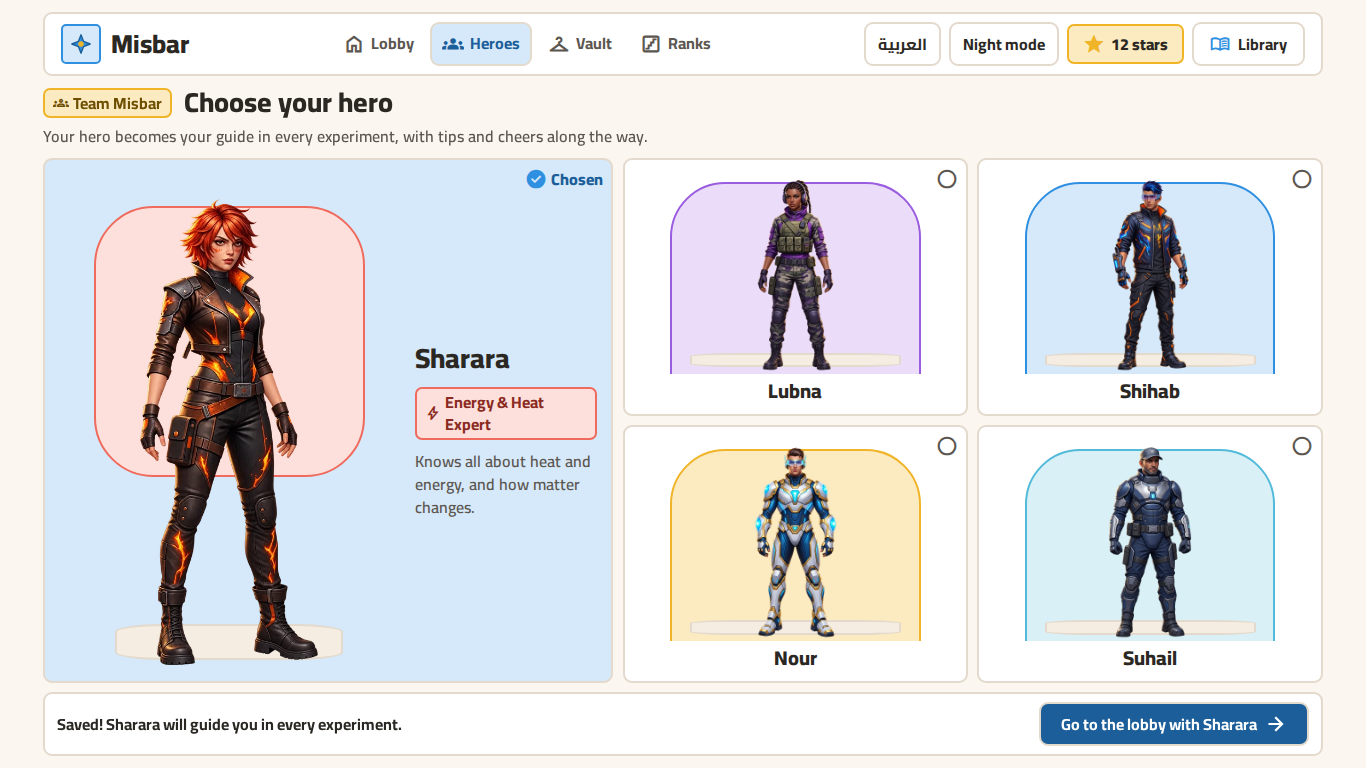 Misbar
Lobby
Heroes
Vault
Ranks
العربية
Night mode
12 stars
Library
Team Misbar
Choose your hero
Your hero becomes your guide in every experiment, with tips and cheers along the way.
Chosen
Sharara
Energy & Heat
Expert
Knows all about heat and
energy, and how matter
changes.
Lubna
Shihab
Nour
Suhail
Saved! Sharara will guide you in every experiment.
Go to the lobby with Sharara